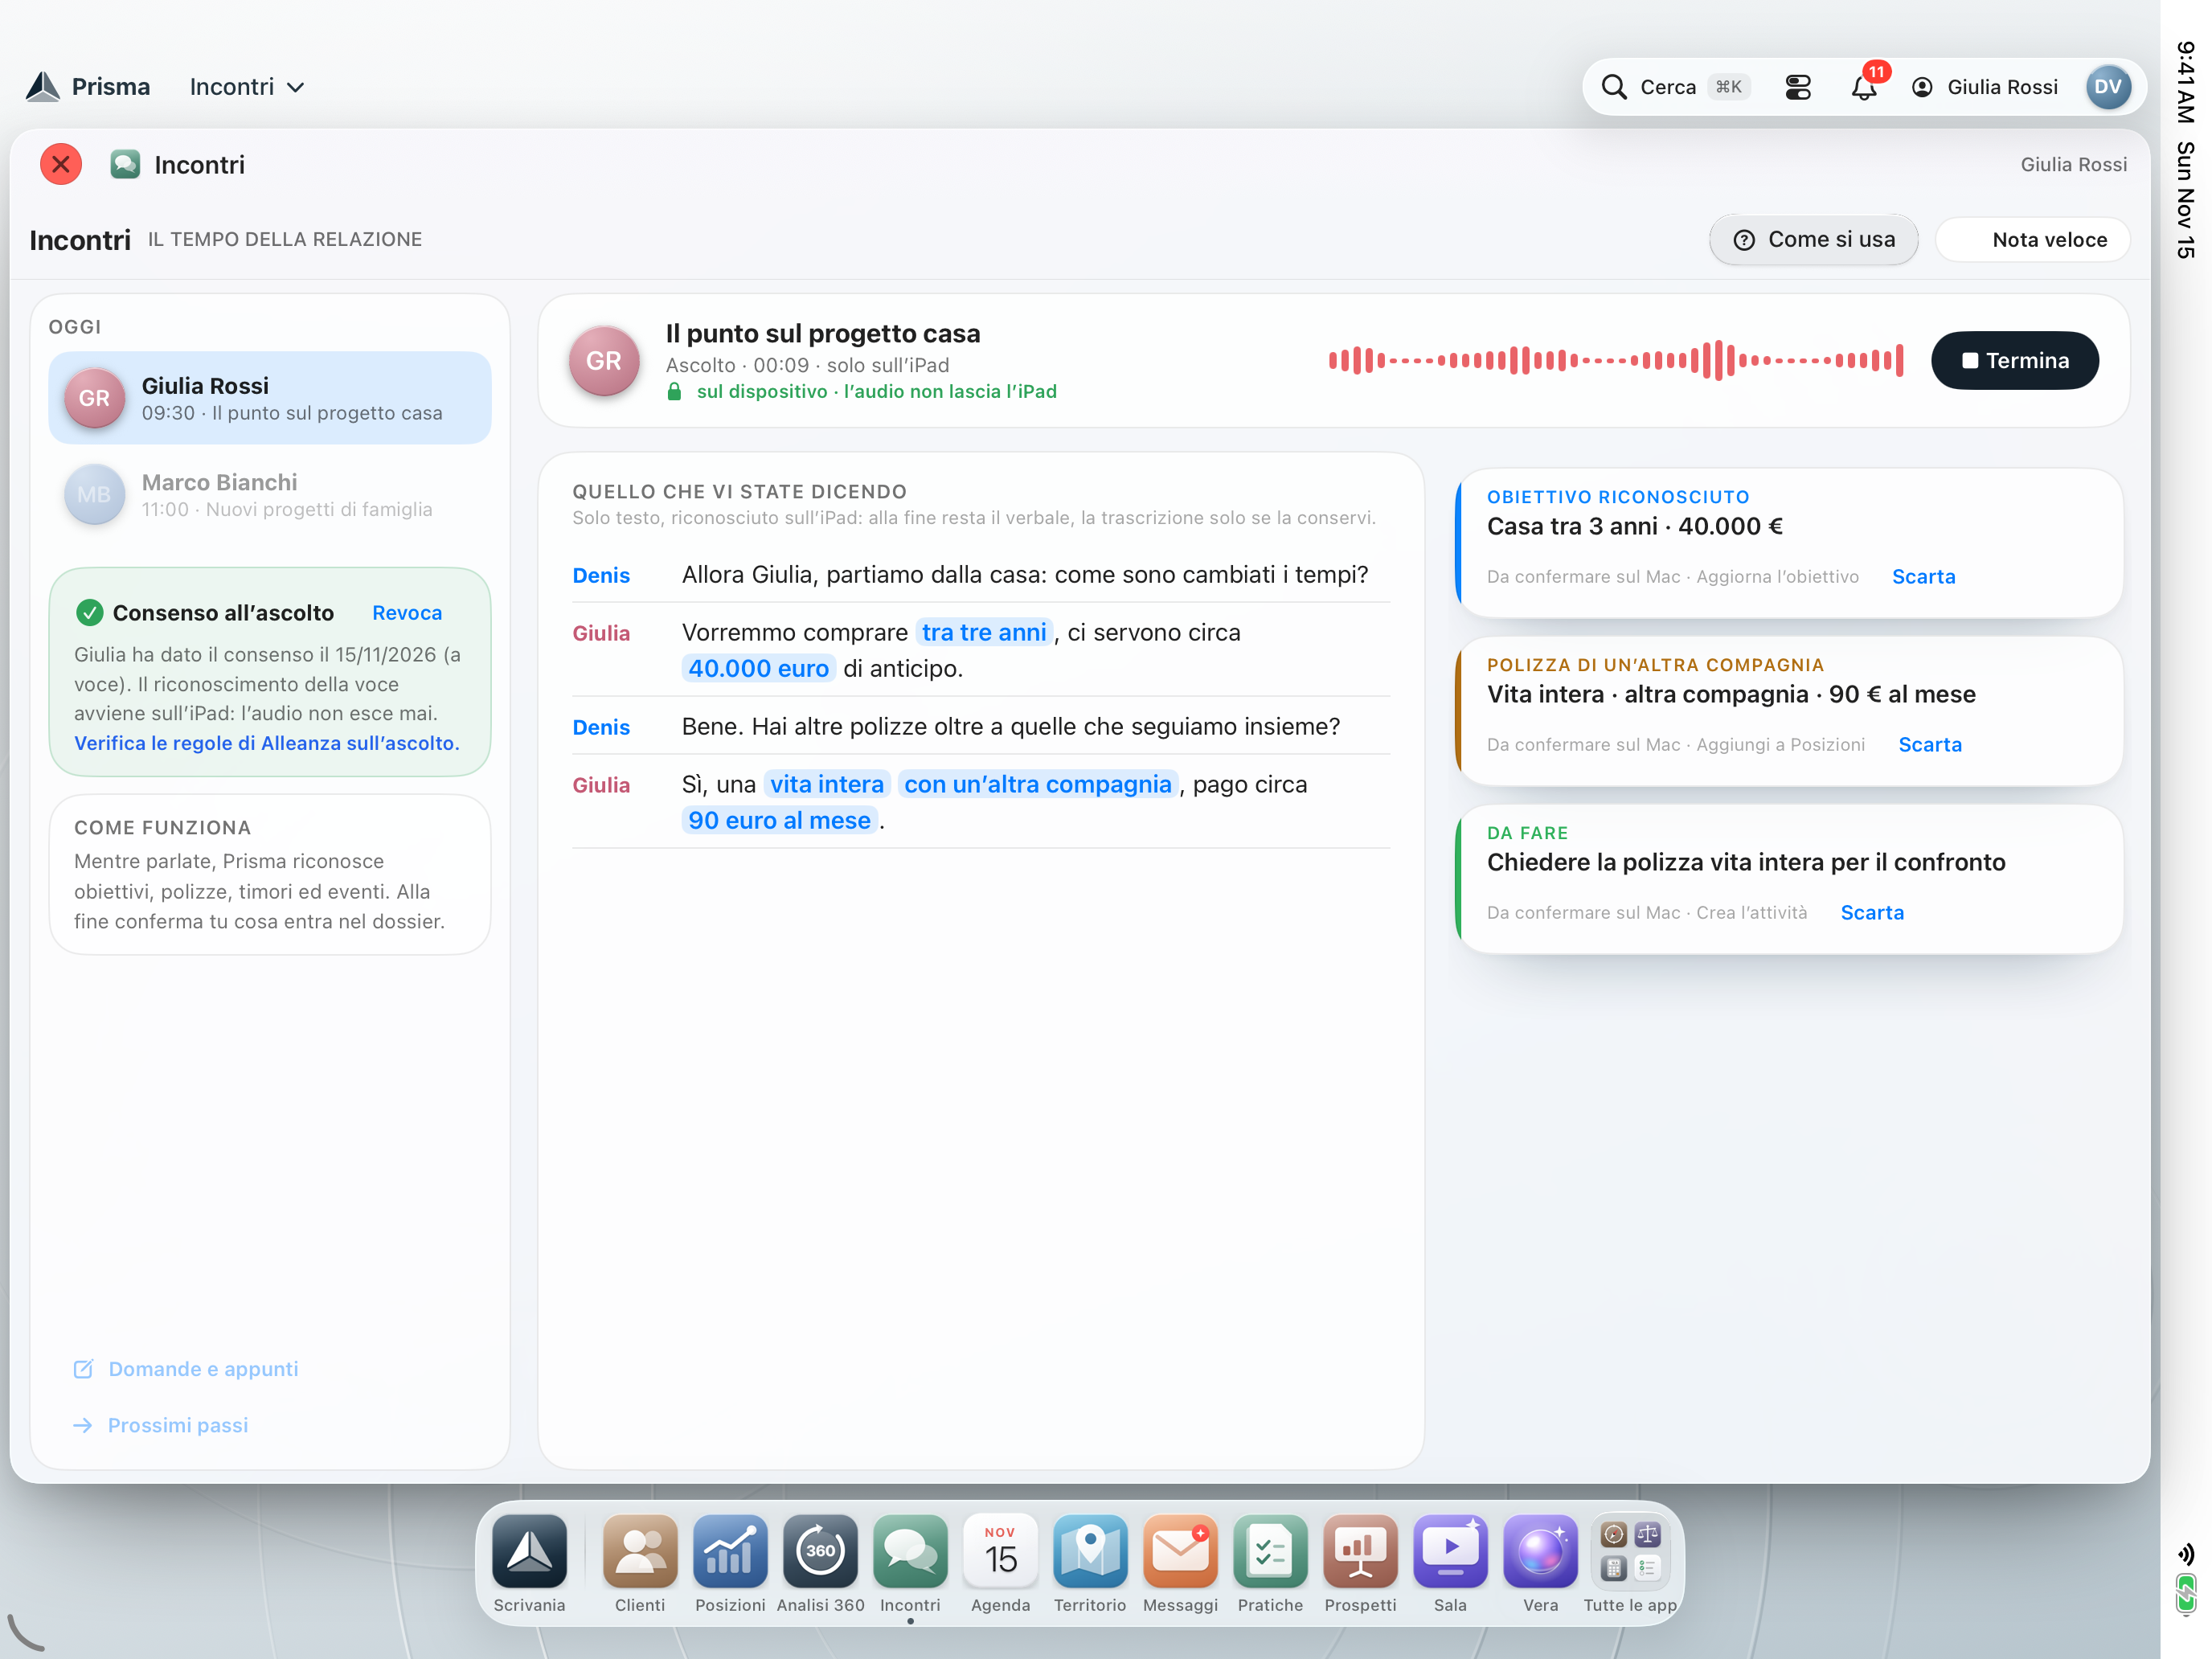 Prisma
Incontri
Cerca ⌘K
11
Giulia Rossi
DV
9:41 AM Sun Nov 15
Incontri
Giulia Rossi
Incontri IL TEMPO DELLA RELAZIONE
Come si usa
Nota veloce
OGGI
GR
Giulia Rossi
09:30 · Il punto sul progetto casa
MB
Marco Bianchi
11:00 · Nuovi progetti di famiglia
Consenso all’ascolto
Revoca
Giulia ha dato il consenso il 15/11/2026 (a
voce). Il riconoscimento della voce
avviene sull’iPad: l’audio non esce mai.
Verifica le regole di Alleanza sull’ascolto.
COME FUNZIONA
Mentre parlate, Prisma riconosce
obiettivi, polizze, timori ed eventi. Alla
fine conferma tu cosa entra nel dossier.
Domande e appunti
Prossimi passi
GR
Il punto sul progetto casa
Ascolto · 00:09 · solo sull’iPad
sul dispositivo · l’audio non lascia l’iPad
Termina
QUELLO CHE VI STATE DICENDO
Solo testo, riconosciuto sull’iPad: alla fine resta il verbale, la trascrizione solo se la conservi.
Denis Allora Giulia, partiamo dalla casa: come sono cambiati i tempi?
Giulia Vorremmo comprare tra tre anni, ci servono circa
40.000 euro di anticipo.
Denis Bene. Hai altre polizze oltre a quelle che seguiamo insieme?
Giulia Sì, una vita intera con un’altra compagnia, pago circa
90 euro al mese.
OBIETTIVO RICONOSCIUTO
Casa tra 3 anni · 40.000 €
Da confermare sul Mac · Aggiorna l’obiettivo Scarta
POLIZZA DI UN’ALTRA COMPAGNIA
Vita intera · altra compagnia · 90 € al mese
Da confermare sul Mac · Aggiungi a Posizioni Scarta
DA FARE
Chiedere la polizza vita intera per il confronto
Da confermare sul Mac · Crea l’attività Scarta
360
NOV
15
Scrivania Clienti Posizioni Analisi 360 Incontri Agenda Territorio Messaggi Pratiche Prospetti Sala Vera Tutte le app